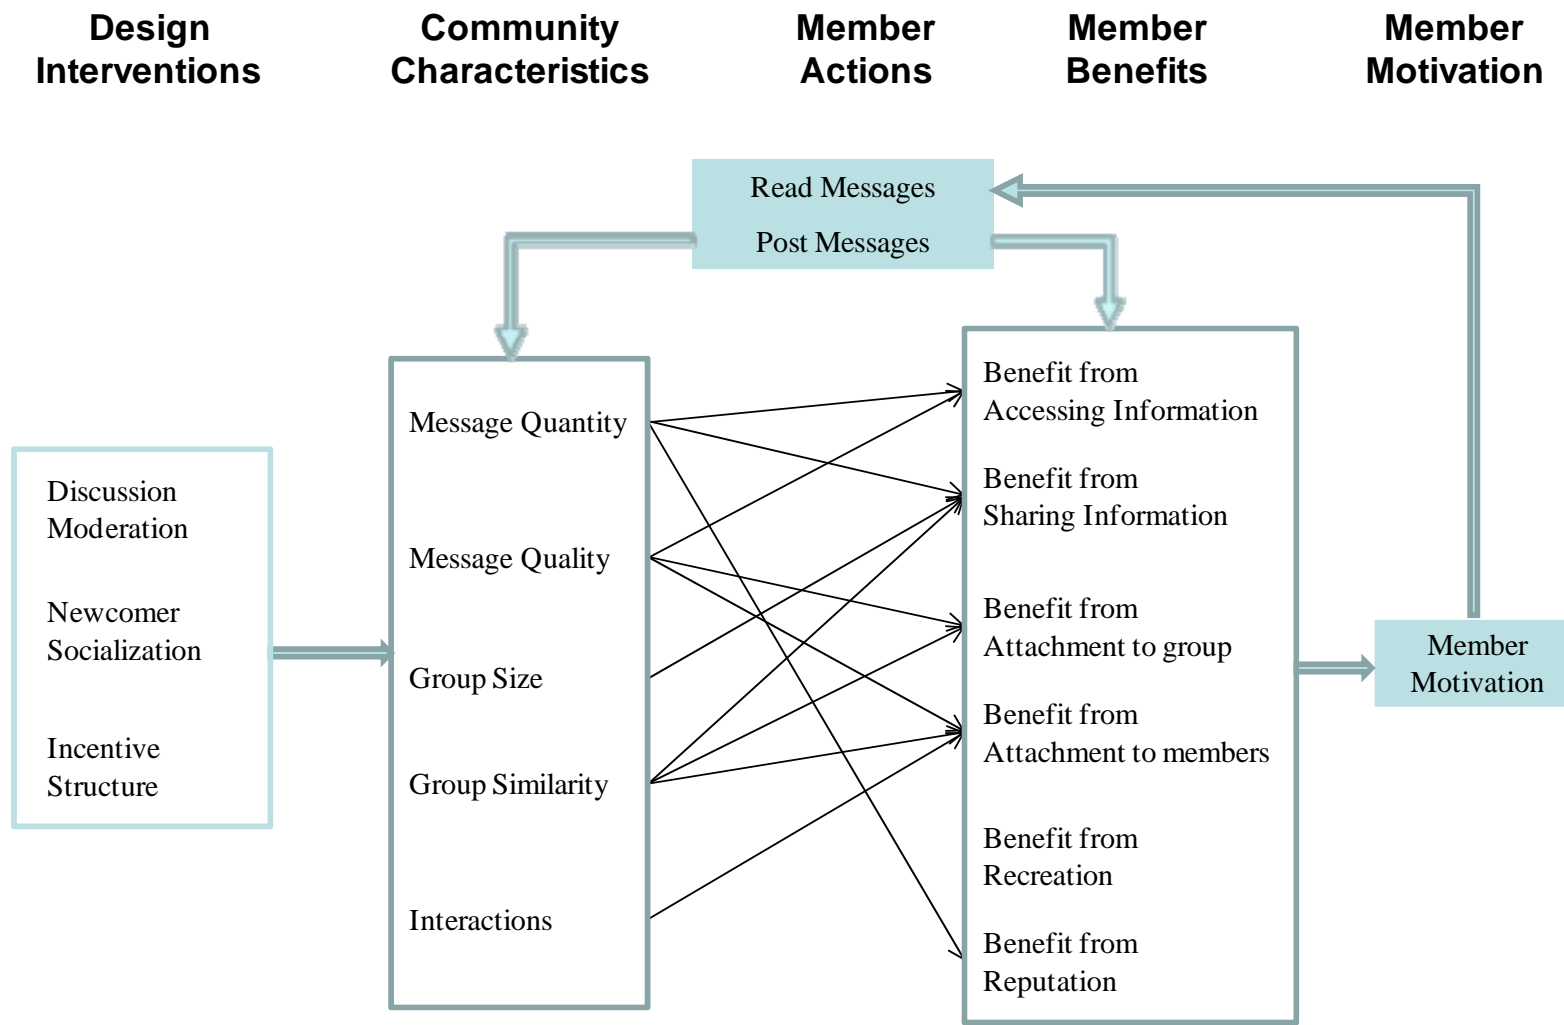 Design
Interventions
Community
Characteristics
Member
Actions
Member
Benefits
Member
Motivation
Read Messages
Post Messages
Discussion
Moderation
Newcomer
Socialization
Incentive
Structure
Message Quantity
Message Quality
Group Size
Group Similarity
Interactions
Benefit from
Accessing Information
Benefit from
Sharing Information
Benefit from
Attachment to group
Benefit from
Attachment to members
Benefit from
Recreation
Benefit from
Reputation
Member
Motivation